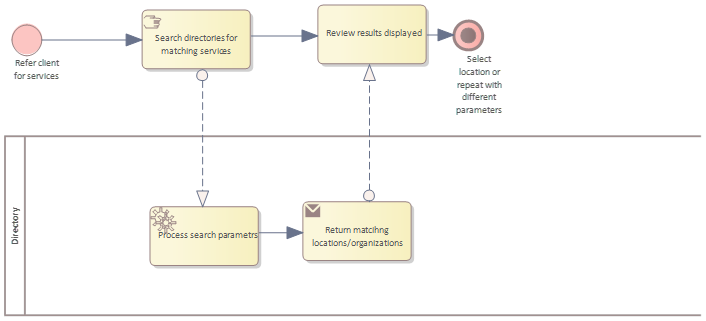 Refer client
for services
Search directories for
matching services
Review results displayed
Select
location or
repeat with
different
parameters
Directory
Process search parametrs
Return matcihng
locations/organizations